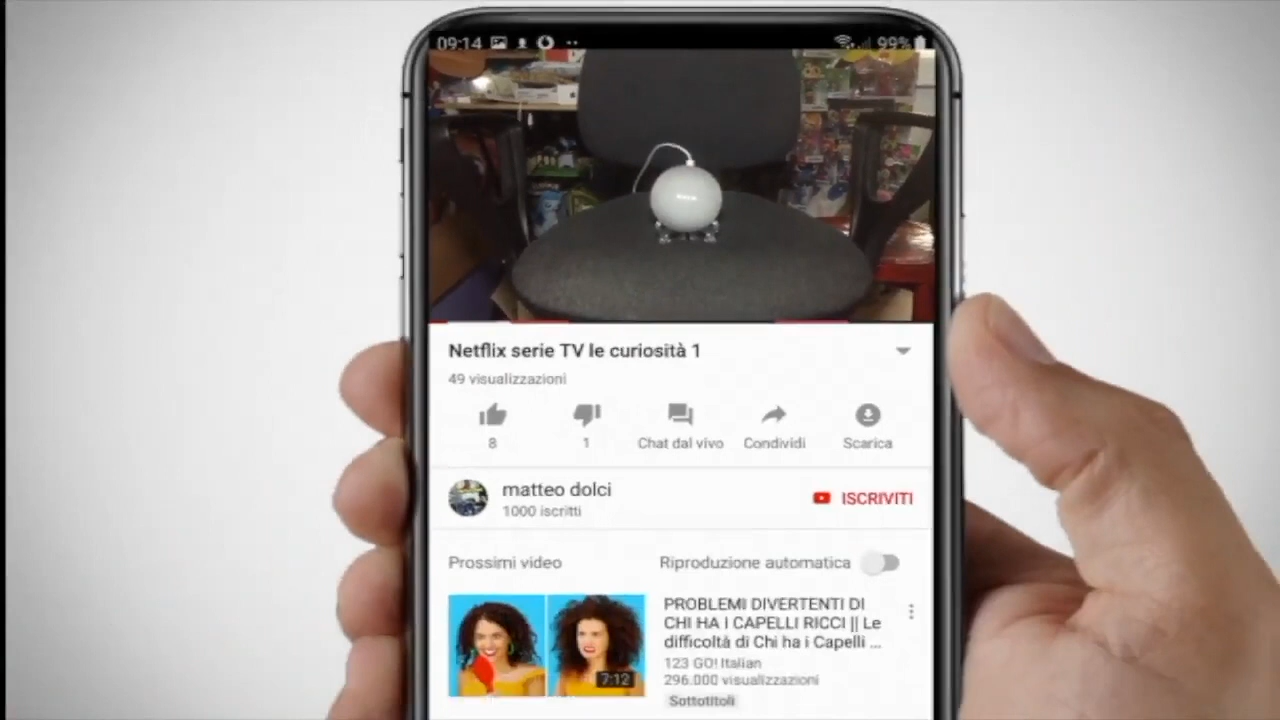 09:14
99%
Netflix serie TV le curiosità 1
49 visualizzazioni
8
1
Chat dal vivo
Condividi
Scarica
matteo dolci
1000 iscritti
ISCRIVITI
Prossimi video
Riproduzione automatica
7:12
PROBLEMI DIVERTENTI DI
CHI HA I CAPELLI RICCI || Le
difficoltà di Chi ha i Capelli ...
123 GO! Italian
296.000 visualizzazioni
Sottotitoli